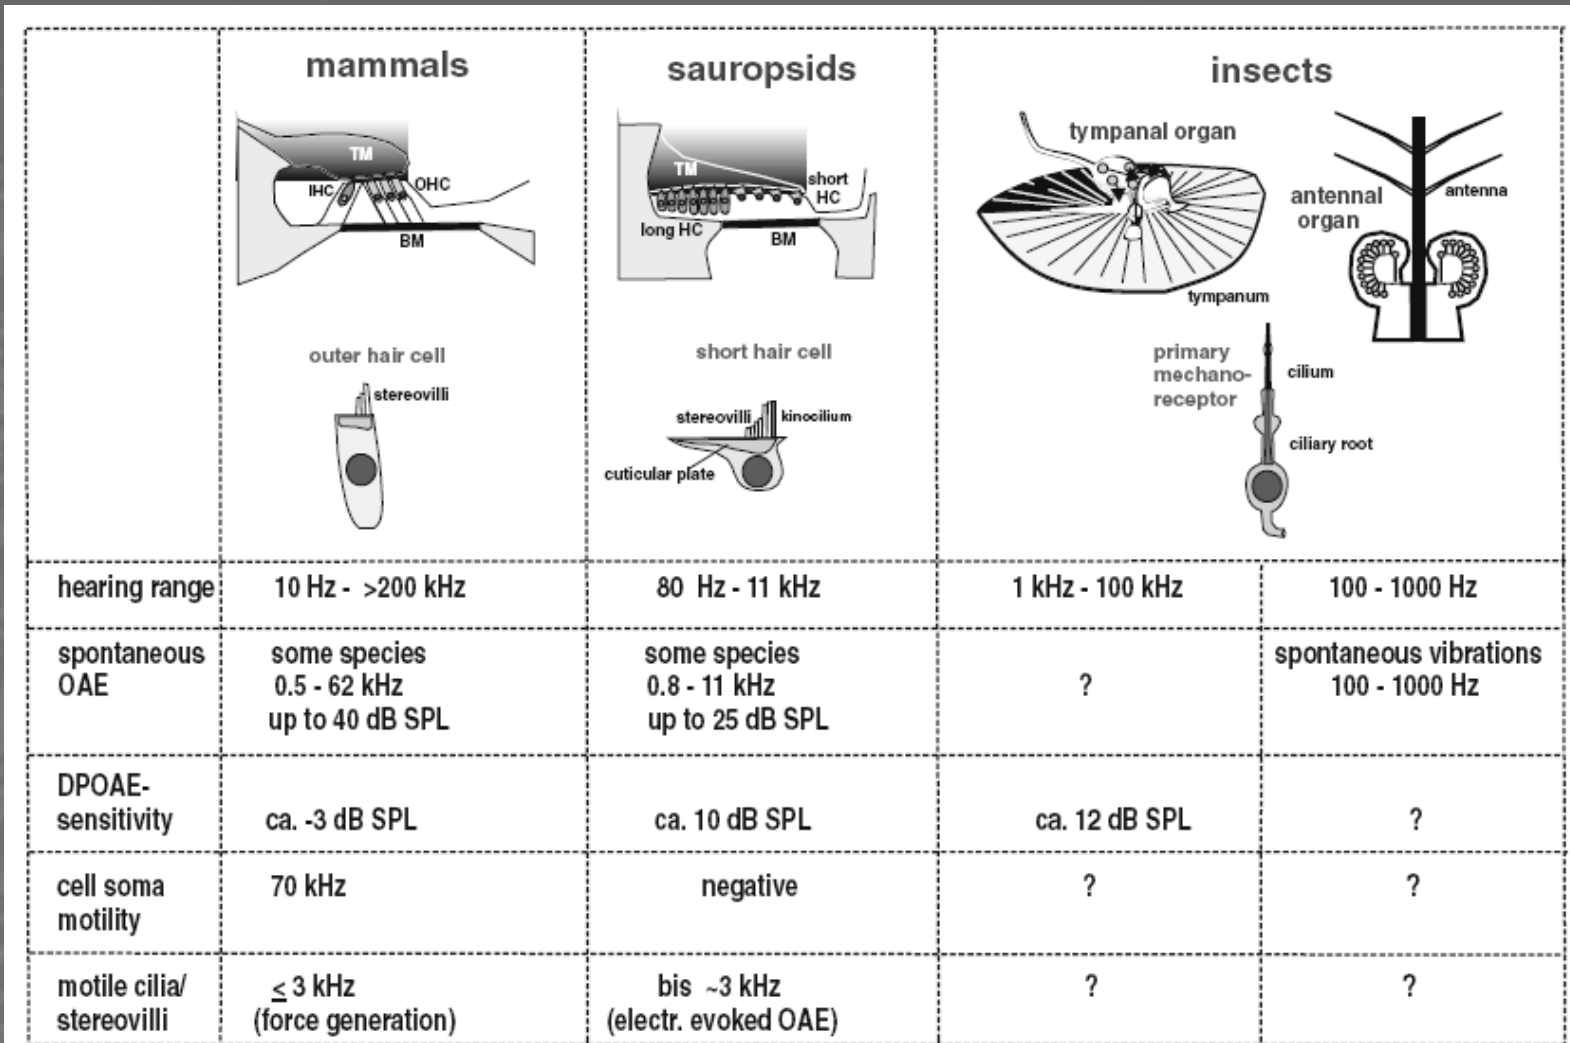 mammals
sauropsids
insects
TM
IHC
OHC
BM
TM
short
HC
long HC
BM
tympanal organ
tympanum
antennal
organ
antenna
outer hair cell
stereovilli
short hair cell
stereovilli
kinocilium
cuticular plate
primary
mechano-
receptor
cilium
ciliary root
hearing range
10 Hz - >200 kHz
80 Hz - 11 kHz
1 kHz - 100 kHz
100 - 1000 Hz
spontaneous
OAE
some species
0.5 - 62 kHz
up to 40 dB SPL
some species
0.8 - 11 kHz
up to 25 dB SPL
?
spontaneous vibrations
100 - 1000 Hz
DPOAE-
sensitivity
ca. -3 dB SPL
ca. 10 dB SPL
ca. 12 dB SPL
?
cell soma
motility
70 kHz
negative
?
?
motile cilia/
stereovilli
≤ 3 kHz
(force generation)
bis ~3 kHz
(electr. evoked OAE)
?
?